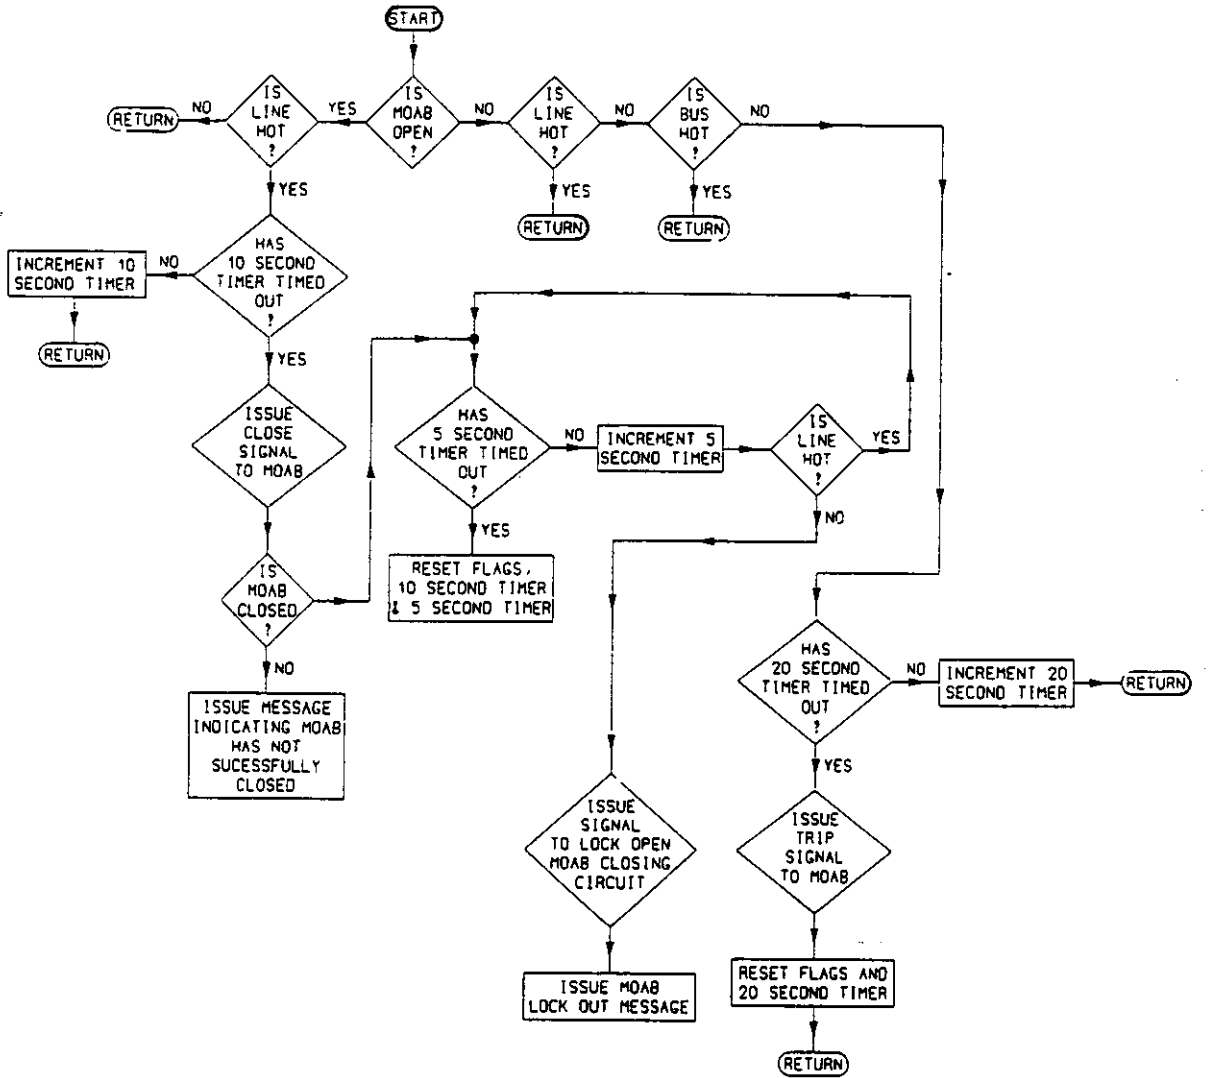 START
IS
LINE
HOT
?
NO
RETURN
YES
IS
MOAB
OPEN
?
NO
IS
LINE
HOT
?
NO
IS
BUS
HOT
?
NO
YES
YES
RETURN
YES
RETURN
HAS
10 SECOND
TIMER TIMED
OUT
?
NO
INCREMENT 10
SECOND TIMER
RETURN
YES
ISSUE
CLOSE
SIGNAL
TO MOAB
HAS
5 SECOND
TIMER TIMED
OUT
?
NO
INCREMENT 5
SECOND TIMER
IS
LINE
HOT
?
YES
NO
YES
RESET FLAGS,
10 SECOND TIMER
& 5 SECOND TIMER
IS
MOAB
CLOSED
?
NO
ISSUE MESSAGE
INDICATING MOAB
HAS NOT
SUCESSFULLY
CLOSED
HAS
20 SECOND
TIMER TIMED
OUT
?
NO
INCREMENT 20
SECOND TIMER
RETURN
YES
ISSUE
SIGNAL
TO LOCK OPEN
MOAB CLOSING
CIRCUIT
ISSUE
TRIP
SIGNAL
TO MOAB
ISSUE MOAB
LOCK OUT MESSAGE
RESET FLAGS AND
20 SECOND TIMER
RETURN